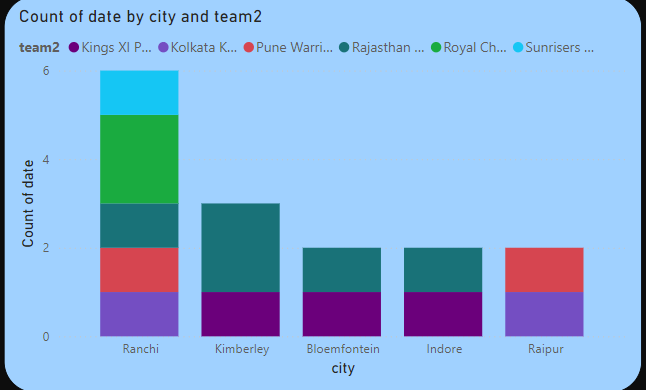 Count of date by city and team2
team2 Kings XI P... Kolkata K... Pune Warri... Rajasthan ... Royal Ch... Sunrisers ...
6
4
2
0
Count of date
Ranchi Kimberley Bloemfontein Indore Raipur
city